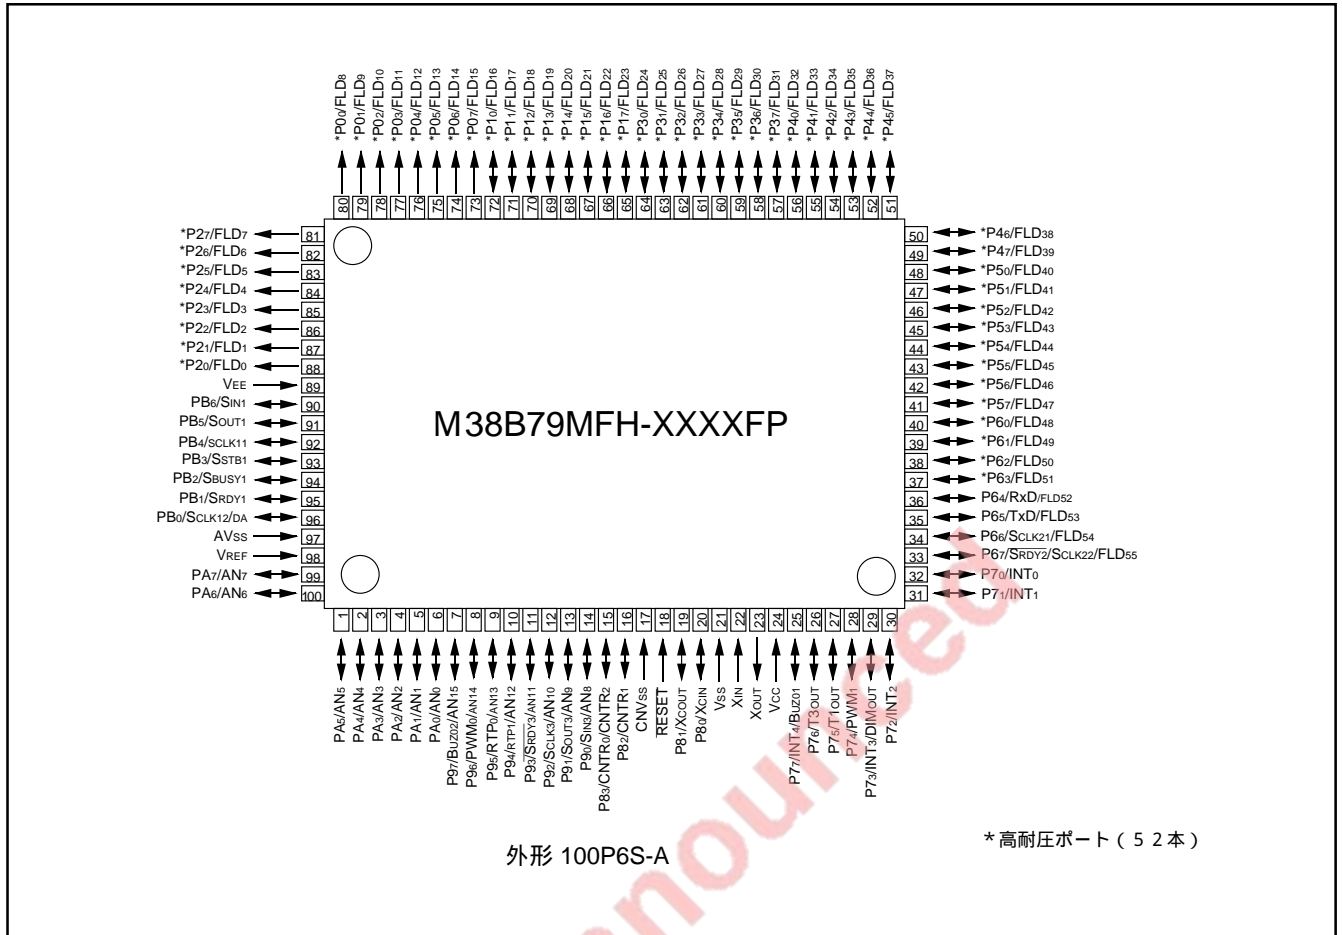 *P00/FLD8
*P01/FLD9
*P02/FLD10
*P03/FLD11
*P04/FLD12
*P05/FLD13
*P06/FLD14
*P07/FLD15
*P10/FLD16
*P11/FLD17
*P12/FLD18
*P13/FLD19
*P14/FLD20
*P15/FLD21
*P16/FLD22
*P17/FLD23
*P30/FLD24
*P31/FLD25
*P32/FLD26
*P33/FLD27
*P34/FLD28
*P35/FLD29
*P36/FLD30
*P37/FLD31
*P40/FLD32
*P41/FLD33
*P42/FLD34
*P43/FLD35
*P44/FLD36
*P45/FLD37
80 79 78 77 76 75 74 73 72 71 70 69 68 67 66 65 64 63 62 61 60 59 58 57 56 55 54 53 52 51
*P27/FLD7 81
*P26/FLD6 82
*P25/FLD5 83
*P24/FLD4 84
*P23/FLD3 85
*P22/FLD2 86
*P21/FLD1 87
*P20/FLD0 88
VEE 89
PB6/SIN1 90
PB5/SOUT1 91
PB4/SCLK11 92
PB3/SSTB1 93
PB2/SBUSY1 94
PB1/SRDY1 95
PB0/SCLK12/DA 96
AVSS 97
VREF 98
PA7/AN7 99
PA6/AN6 100
M38B79MFH-XXXXFP
50 *P46/FLD38
49 *P47/FLD39
48 *P50/FLD40
47 *P51/FLD41
46 *P52/FLD42
45 *P53/FLD43
44 *P54/FLD44
43 *P55/FLD45
42 *P56/FLD46
41 *P57/FLD47
40 *P60/FLD48
39 *P61/FLD49
38 *P62/FLD50
37 *P63/FLD51
36 P64/RxD/FLD52
35 P65/TxD/FLD53
34 P66/SCLK21/FLD54
33 P67/SRDY2/SCLK22/FLD55
32 P70/INT0
31 P71/INT1
1 2 3 4 5 6 7 8 9 10 11 12 13 14 15 16 17 18 19 20 21 22 23 24 25 26 27 28 29 30
PA5/AN5
PA4/AN4
PA3/AN3
PA2/AN2
PA1/AN1
PA0/AN0
P97/BUZ02/AN15
P96/PWM0/AN14
P95/RTP0/AN13
P94/RTP1/AN12
P93/SRDY3/AN11
P92/SCLK3/AN10
P91/SOUT3/AN9
P90/SIN3/AN8
P83/CNTR0/CNTR2
P82/CNTR1
CNVSS
RESET
P81/XCOUT
P80/XCIN
VSS
XIN
XOUT
VCC
P77/INT4/BUZ01
P76/T3OUT
P75/T1OUT
P74/PWM1
P73/INT3/DIMOUT
P72/INT2
外形 100P6S-A
*高耐圧ポート(52本)
nounced